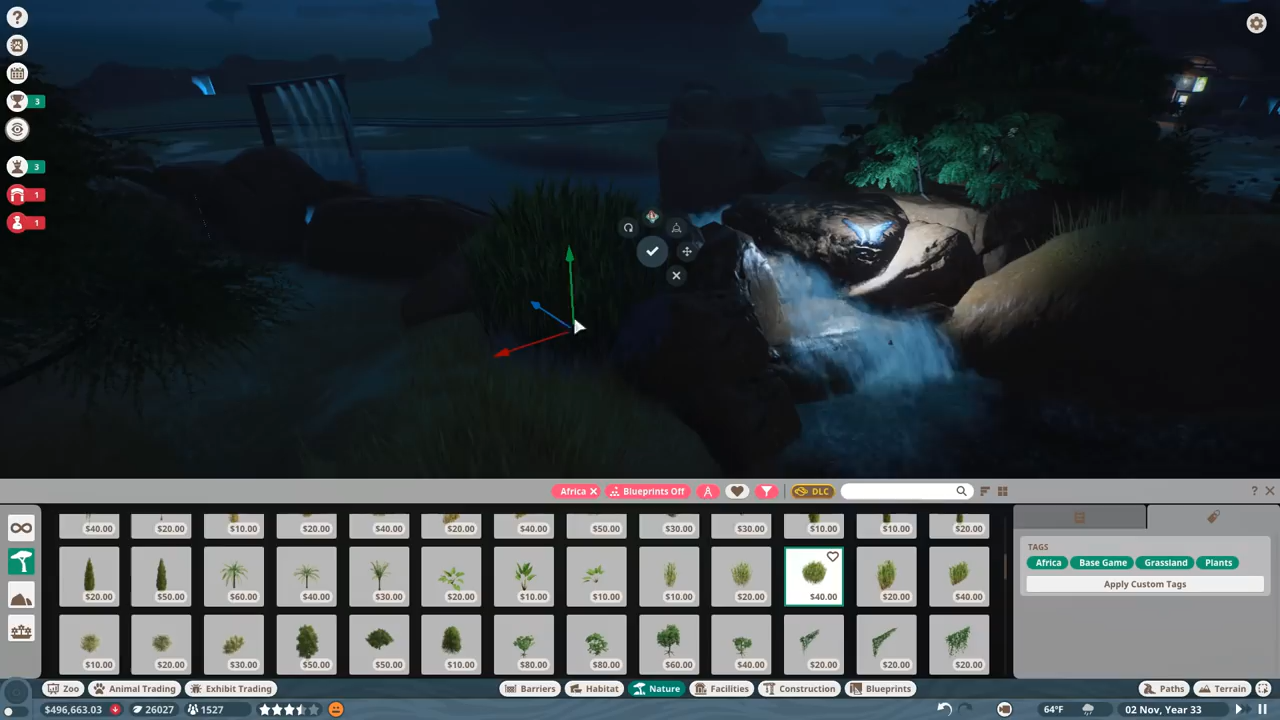 ?
3
3
1
1
Africa × Blueprints Off DLC
? ×
$40.00 $20.00 $10.00 $20.00 $40.00 $20.00 $40.00 $50.00 $30.00 $30.00 $10.00 $20.00 $20.00
$20.00 $50.00 $60.00 $40.00 $30.00 $20.00 $10.00 $10.00 $10.00 $20.00 $40.00 $20.00 $40.00
$10.00 $20.00 $30.00 $50.00 $50.00 $10.00 $80.00 $80.00 $60.00 $40.00 $20.00 $20.00 $20.00
TAGS
Africa Base Game Grassland Plants
Apply Custom Tags
Zoo Animal Trading Exhibit Trading Barriers Habitat Nature Facilities Construction Blueprints Paths Terrain
$496,663.03 26027 1527 64°F 02 Nov, Year 33